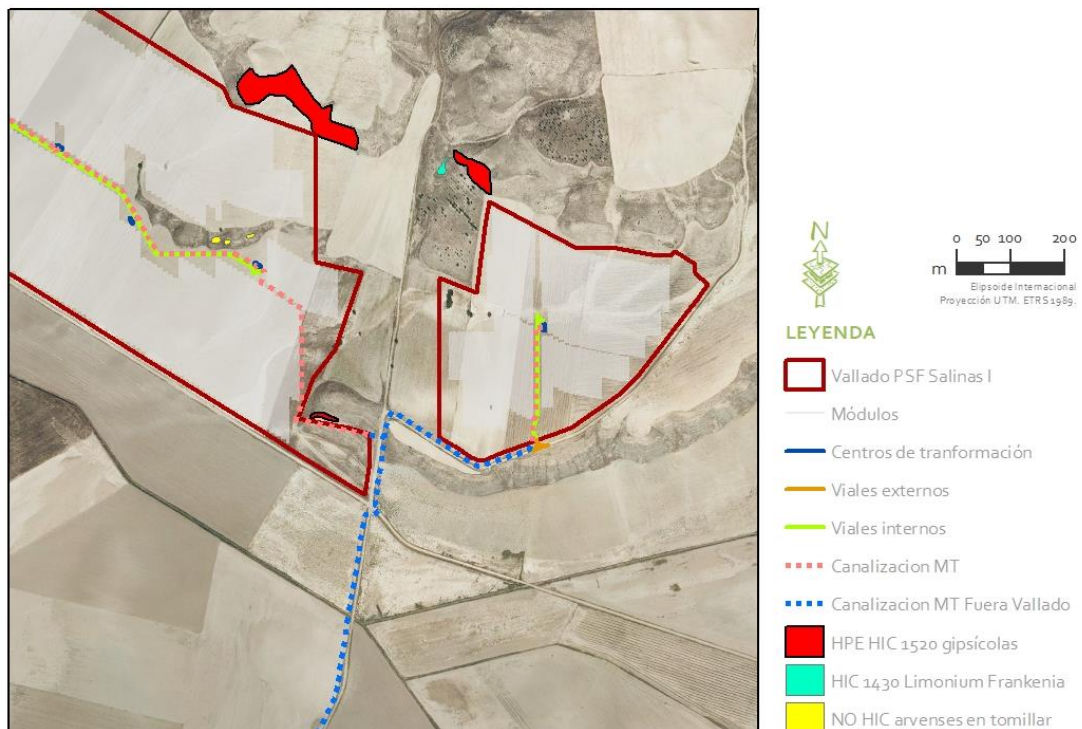 N
0 50 100 200
m
Elipsoide Internacional
Proyección UTM. ETRS1989.
LEYENDA
Vallado PSF Salinas I
Módulos
Centros de tranformación
Viales externos
Viales internos
Canalizacion MT
Canalizacion MT Fuera Vallado
HPE HIC 1520 gipsícolas
HIC 1430 Limonium Frankenia
NO HIC arvenses en tomillar